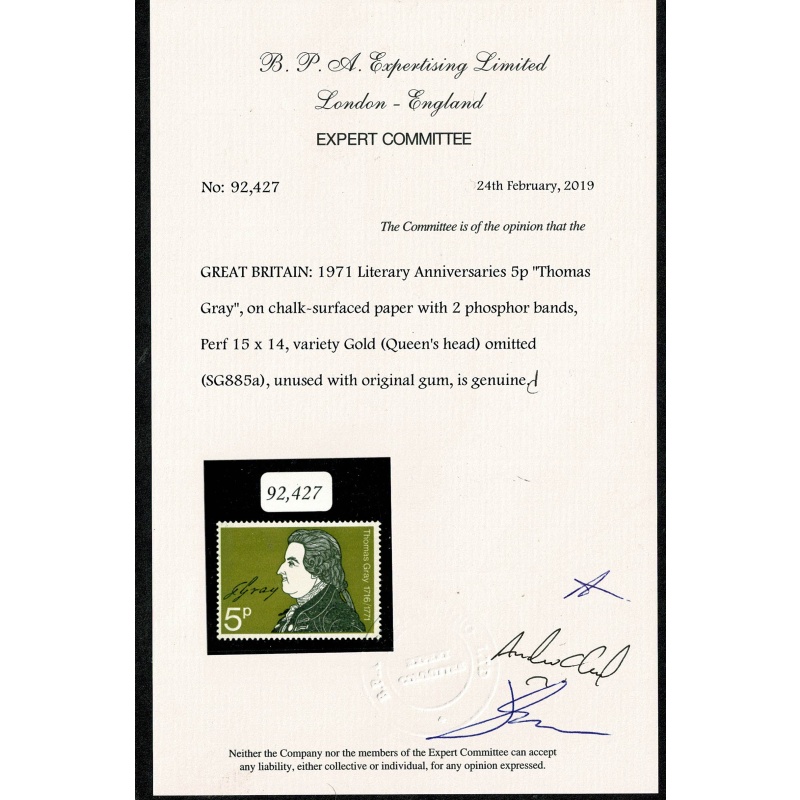 B. P. A. Expertising Limited
London - England
EXPERT COMMITTEE
No: 92,427
24th February, 2019
The Committee is of the opinion that the
GREAT BRITAIN: 1971 Literary Anniversaries 5p "Thomas
Gray", on chalk-surfaced paper with 2 phosphor bands,
Perf 15 x 14, variety Gold (Queen's head) omitted
(SG885a), unused with original gum, is genuine
92,427
Thomas Gray 1716/1771
Gray
5p
Neither the Company nor the members of the Expert Committee can accept
any liability, either collective or individual, for any opinion expressed.